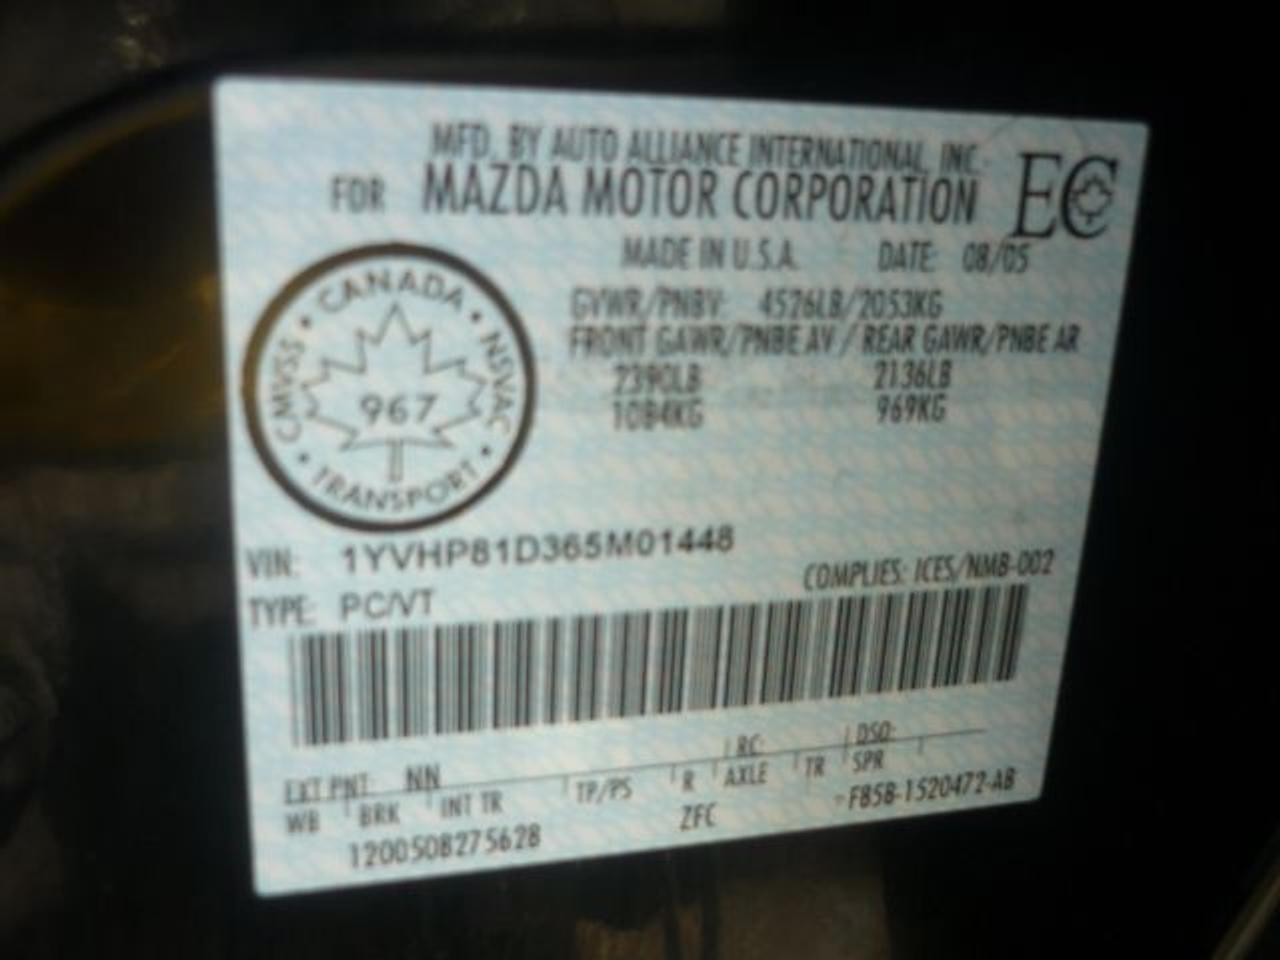 MFD. BY AUTO ALLIANCE INTERNATIONAL, INC.
FOR MAZDA MOTOR CORPORATION EC
MADE IN U.S.A. DATE: 08/05
GVWR/PNBV: 4526LB/2053KG
FRONT GAWR/PNBE AV / REAR GAWR/PNBE AR
2390LB 2136LB
1084KG 969KG
CANADA
CMVSS • NSVAC
967
TRANSPORT
VIN: 1YVHP81D365M01448
COMPLIES: ICES/NMB-002
TYPE: PC/VT
EXT PNT: NN RC: DSO:
WB BRK INT TR TP/PS R AXLE TR SPR
1200508275628 ZFC F85B-1520472-AB